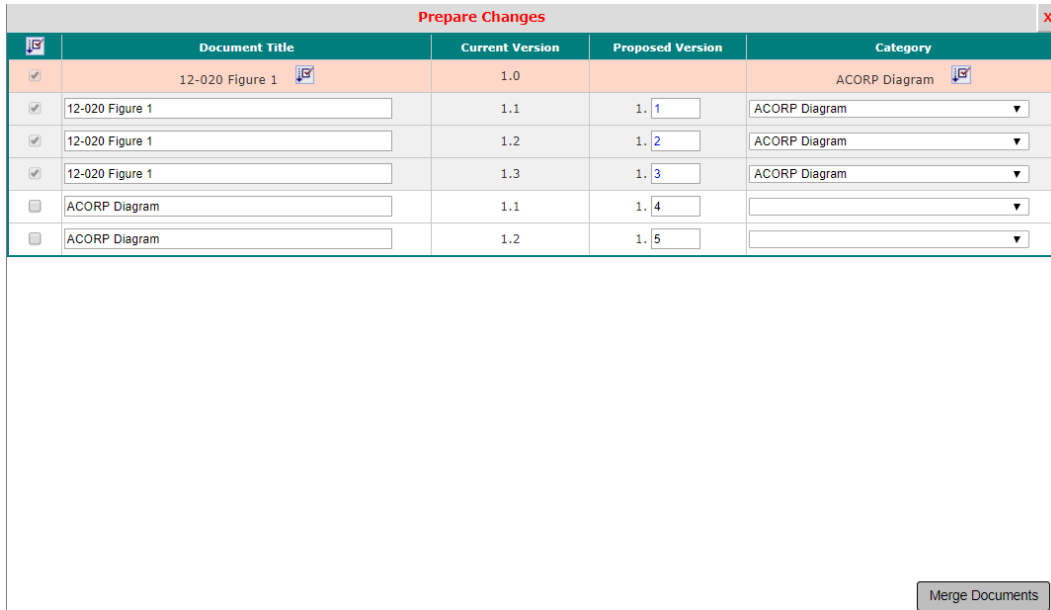 Prepare Changes X
Document Title Current Version Proposed Version Category
12-020 Figure 1 1.0 ACORP Diagram
12-020 Figure 1 1.1 1. 1 ACORP Diagram
12-020 Figure 1 1.2 1. 2 ACORP Diagram
12-020 Figure 1 1.3 1. 3 ACORP Diagram
ACORP Diagram 1.1 1. 4
ACORP Diagram 1.2 1. 5
Merge Documents